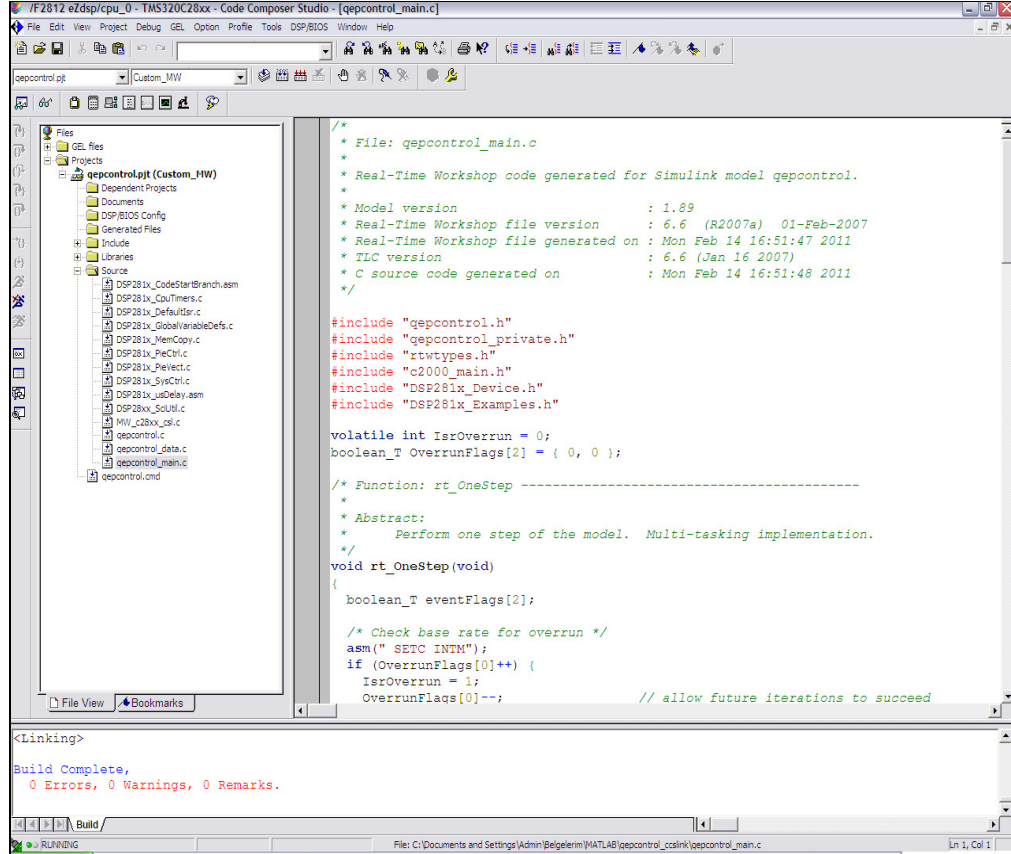 /F2812 eZdsp/cpu_0 - TMS320C28xx - Code Composer Studio - [qepcontrol_main.c]
File Edit View Project Debug GEL Option Profile Tools DSP/BIOS Window Help
qepcontrol.pjt Custom_MW
Files
GEL files
Projects
qepcontrol.pjt (Custom_MW)
Dependent Projects
Documents
DSP/BIOS Config
Generated Files
Include
Libraries
Source
DSP281x_CodeStartBranch.asm
DSP281x_CpuTimers.c
DSP281x_DefaultIsr.c
DSP281x_GlobalVariableDefs.c
DSP281x_MemCopy.c
DSP281x_PieCtrl.c
DSP281x_PieVect.c
DSP281x_SysCtrl.c
DSP281x_usDelay.asm
DSP28xx_SciUtil.c
MW_c28xx_csl.c
qepcontrol.c
qepcontrol_data.c
qepcontrol_main.c
qepcontrol.cmd
File View Bookmarks
/*
* File: qepcontrol_main.c
*
* Real-Time Workshop code generated for Simulink model qepcontrol.
*
* Model version : 1.89
* Real-Time Workshop file version : 6.6 (R2007a) 01-Feb-2007
* Real-Time Workshop file generated on : Mon Feb 14 16:51:47 2011
* TLC version : 6.6 (Jan 16 2007)
* C source code generated on : Mon Feb 14 16:51:48 2011
*/
#include "qepcontrol.h"
#include "qepcontrol_private.h"
#include "rtwtypes.h"
#include "c2000_main.h"
#include "DSP281x_Device.h"
#include "DSP281x_Examples.h"
volatile int IsrOverrun = 0;
boolean_T OverrunFlags[2] = { 0, 0 };
/* Function: rt_OneStep -------------------------------------------
*
* Abstract:
* Perform one step of the model. Multi-tasking implementation.
*/
void rt_OneStep(void)
{
boolean_T eventFlags[2];
/* Check base rate for overrun */
asm(" SETC INTM");
if (OverrunFlags[0]++) {
IsrOverrun = 1;
OverrunFlags[0]--; // allow future iterations to succeed
<Linking>
Build Complete,
0 Errors, 0 Warnings, 0 Remarks.
Build
RUNNING File: C:\Documents and Settings\Admin\Belgelerim\MATLAB\qepcontrol_ccslink\qepcontrol_main.c Ln 1, Col 1